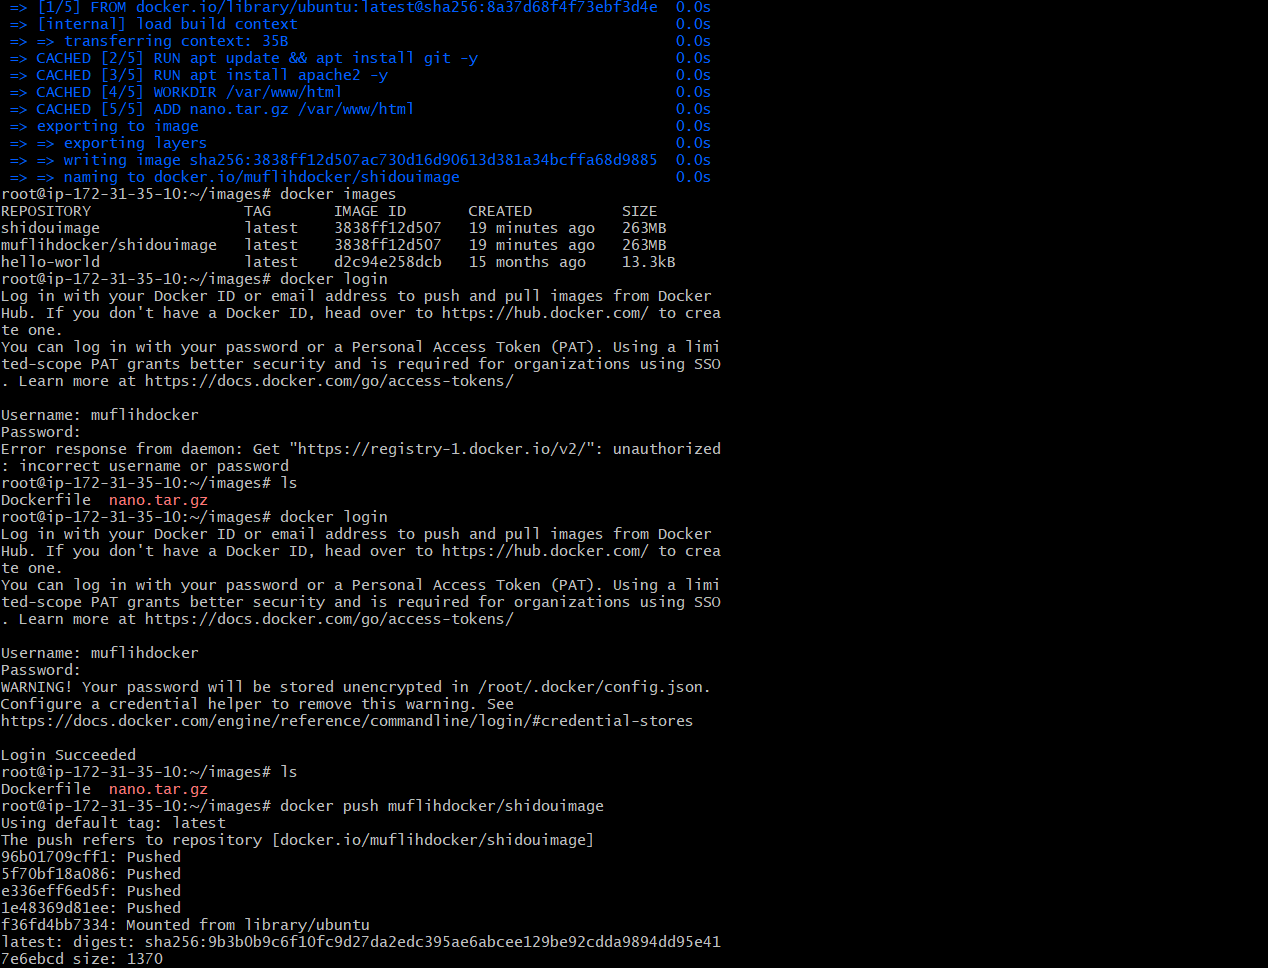 => [1/5] FROM docker.io/library/ubuntu:latest@sha256:8a37d68f4f73ebf3d4e 0.0s
=> [internal] load build context 0.0s
=> => transferring context: 35B 0.0s
=> CACHED [2/5] RUN apt update && apt install git -y 0.0s
=> CACHED [3/5] RUN apt install apache2 -y 0.0s
=> CACHED [4/5] WORKDIR /var/www/html 0.0s
=> CACHED [5/5] ADD nano.tar.gz /var/www/html 0.0s
=> exporting to image 0.0s
=> => exporting layers 0.0s
=> => writing image sha256:3838ff12d507ac730d16d90613d381a34bcffa68d9885 0.0s
=> => naming to docker.io/muflihdocker/shidouimage 0.0s
root@ip-172-31-35-10:~/images# docker images
REPOSITORY TAG IMAGE ID CREATED SIZE
shidouimage latest 3838ff12d507 19 minutes ago 263MB
muflihdocker/shidouimage latest 3838ff12d507 19 minutes ago 263MB
hello-world latest d2c94e258dcb 15 months ago 13.3kB
root@ip-172-31-35-10:~/images# docker login
Log in with your Docker ID or email address to push and pull images from Docker
Hub. If you don't have a Docker ID, head over to https://hub.docker.com/ to crea
te one.
You can log in with your password or a Personal Access Token (PAT). Using a limi
ted-scope PAT grants better security and is required for organizations using SSO
. Learn more at https://docs.docker.com/go/access-tokens/
Username: muflihdocker
Password:
Error response from daemon: Get "https://registry-1.docker.io/v2/": unauthorized
: incorrect username or password
root@ip-172-31-35-10:~/images# ls
Dockerfile nano.tar.gz
root@ip-172-31-35-10:~/images# docker login
Log in with your Docker ID or email address to push and pull images from Docker
Hub. If you don't have a Docker ID, head over to https://hub.docker.com/ to crea
te one.
You can log in with your password or a Personal Access Token (PAT). Using a limi
ted-scope PAT grants better security and is required for organizations using SSO
. Learn more at https://docs.docker.com/go/access-tokens/
Username: muflihdocker
Password:
WARNING! Your password will be stored unencrypted in /root/.docker/config.json.
Configure a credential helper to remove this warning. See
https://docs.docker.com/engine/reference/commandline/login/#credential-stores
Login Succeeded
root@ip-172-31-35-10:~/images# ls
Dockerfile nano.tar.gz
root@ip-172-31-35-10:~/images# docker push muflihdocker/shidouimage
Using default tag: latest
The push refers to repository [docker.io/muflihdocker/shidouimage]
96b01709cff1: Pushed
5f70bf18a086: Pushed
e336eff6ed5f: Pushed
1e48369d81ee: Pushed
f36fd4bb7334: Mounted from library/ubuntu
latest: digest: sha256:9b3b0b9c6f10fc9d27da2edc395ae6abcee129be92cdda9894dd95e41
7e6ebcd size: 1370